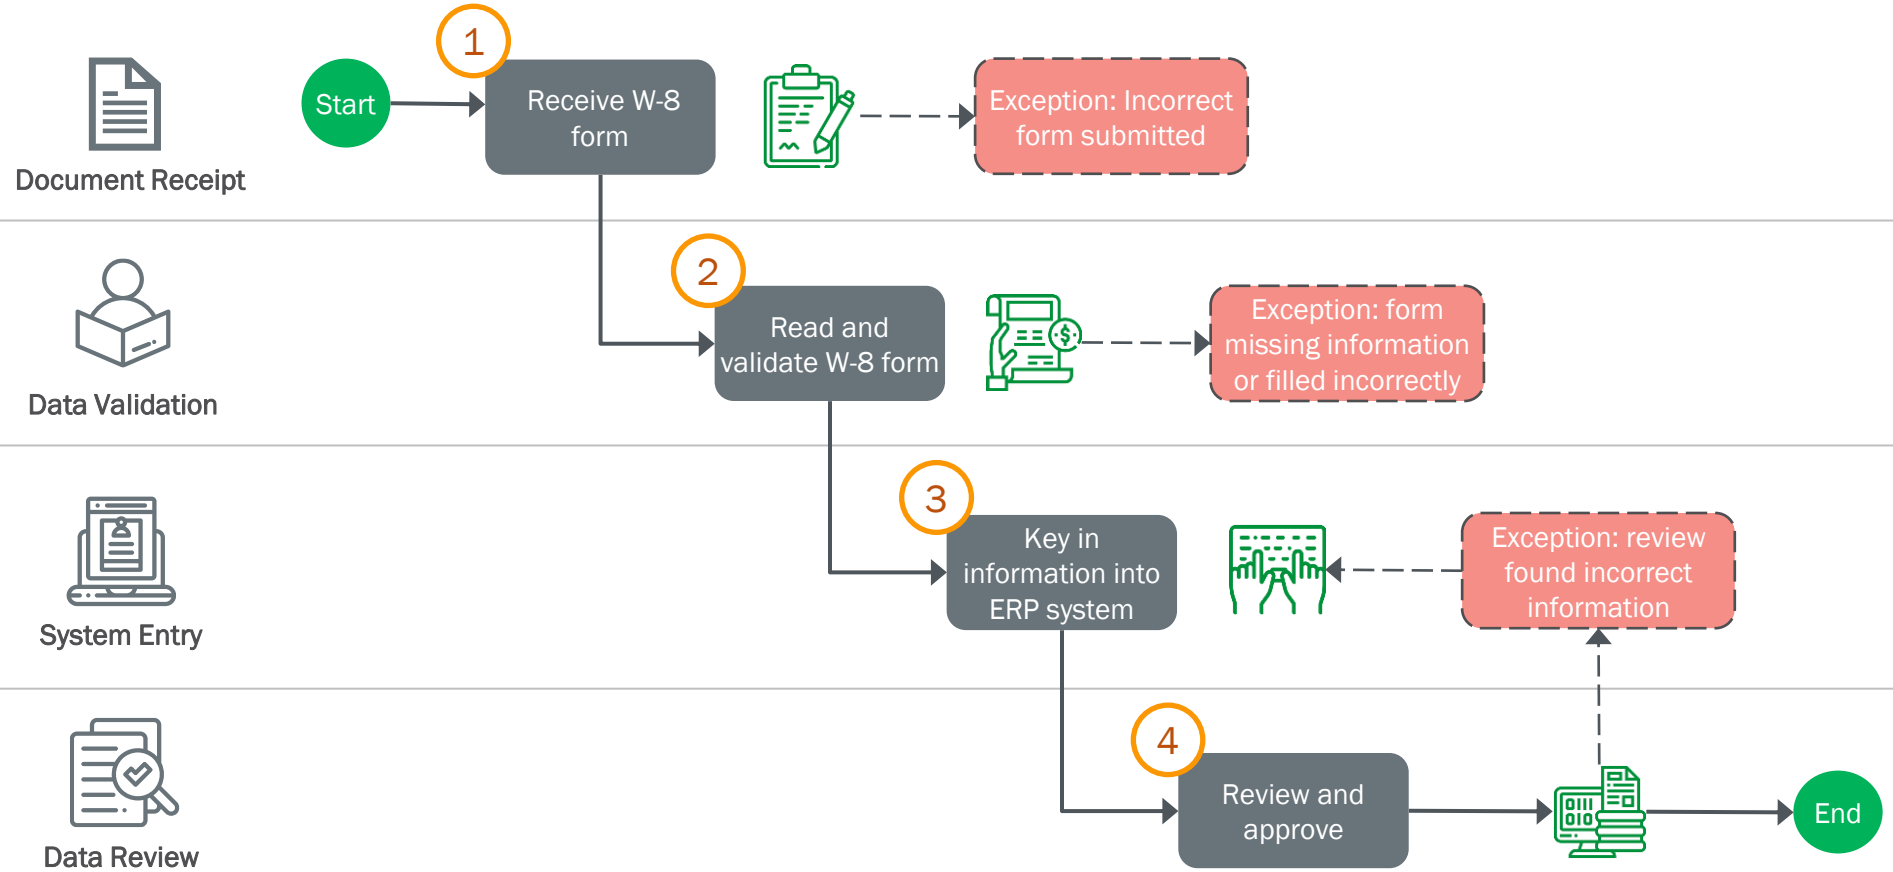 1
Start
Receive W-8
form
Exception: Incorrect
form submitted
Document Receipt
2
Read and
validate W-8 form
$
Exception: form
missing information
or filled incorrectly
Data Validation
3
Key in
information into
ERP system
Exception: review
found incorrect
information
System Entry
4
Review and
approve
End
Data Review